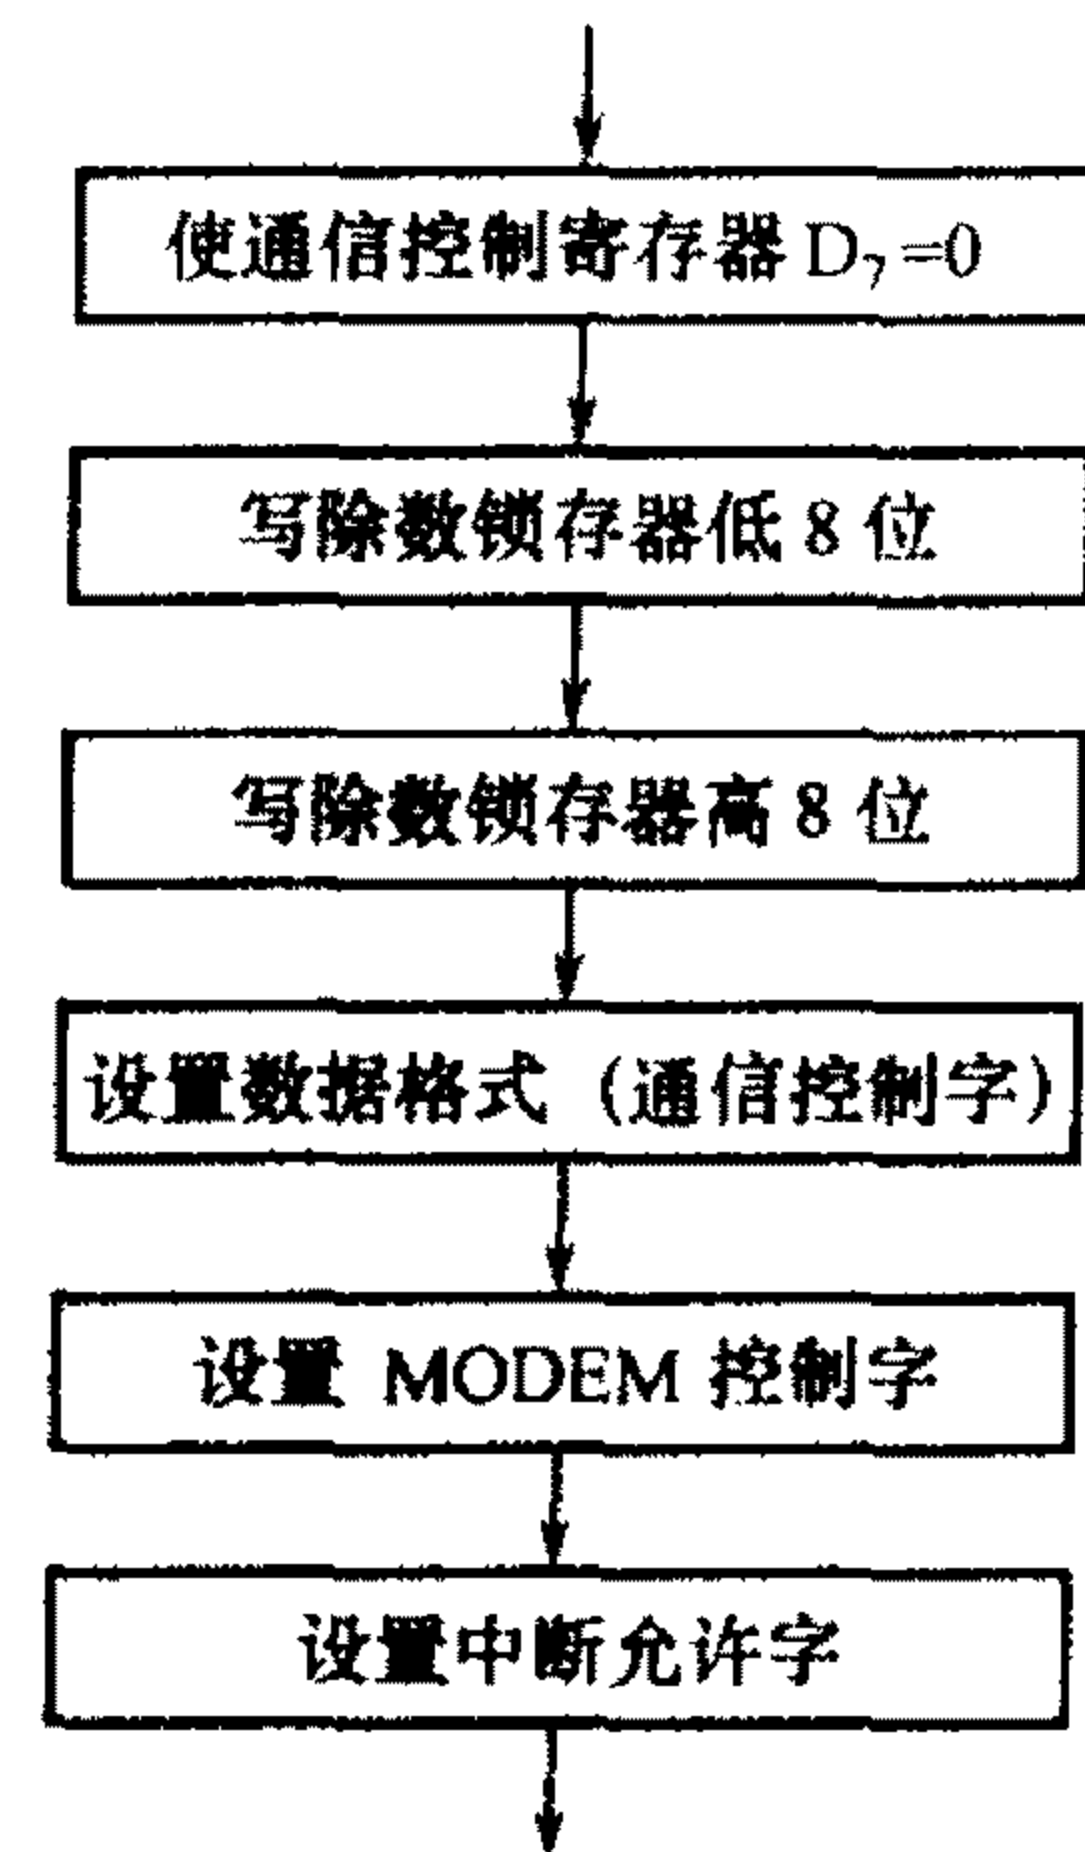 使通信控制寄存器 D₇=0
写除数锁存器低 8 位
写除数锁存器高 8 位
设置数据格式（通信控制字）
设置 MODEM 控制字
设置中断允许字